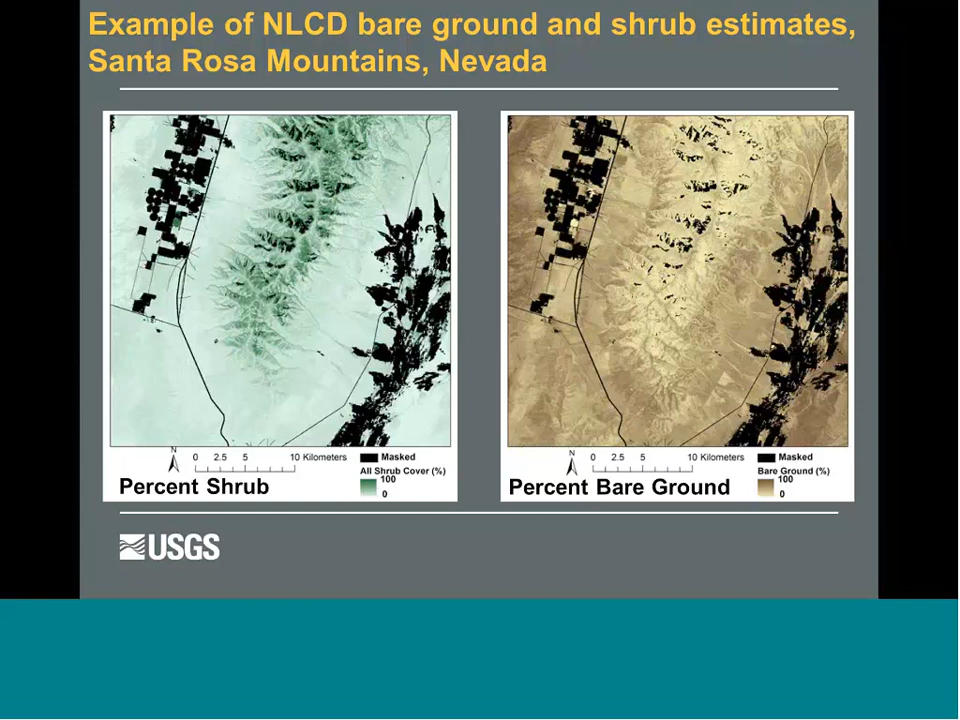 Example of NLCD bare ground and shrub estimates,
Santa Rosa Mountains, Nevada
N
0 2.5 5 10 Kilometers
Masked
All Shrub Cover (%)
100
0
Percent Shrub
N
0 2.5 5 10 Kilometers
Masked
Bare Ground (%)
100
0
Percent Bare Ground
USGS